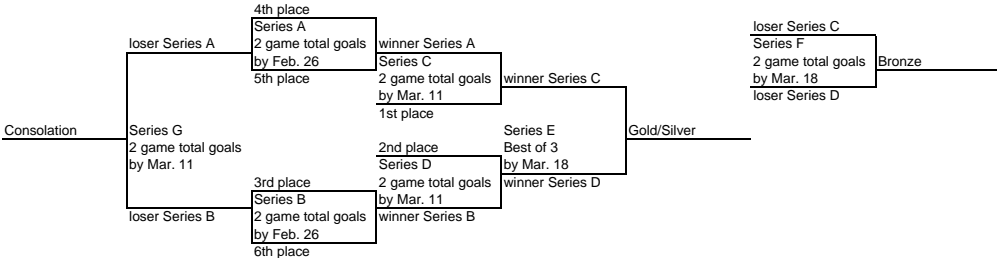 4th place
Series A
2 game total goals
by Feb. 26
5th place
loser Series A
winner Series A
Series C
2 game total goals
by Mar. 11
1st place
winner Series C
loser Series C
Series F
2 game total goals
by Mar. 18
loser Series D
Bronze
Consolation
Series G
2 game total goals
by Mar. 11
Series E
Best of 3
by Mar. 18
Gold/Silver
2nd place
Series D
2 game total goals
by Mar. 11
winner Series B
winner Series D
3rd place
Series B
2 game total goals
by Feb. 26
6th place
loser Series B